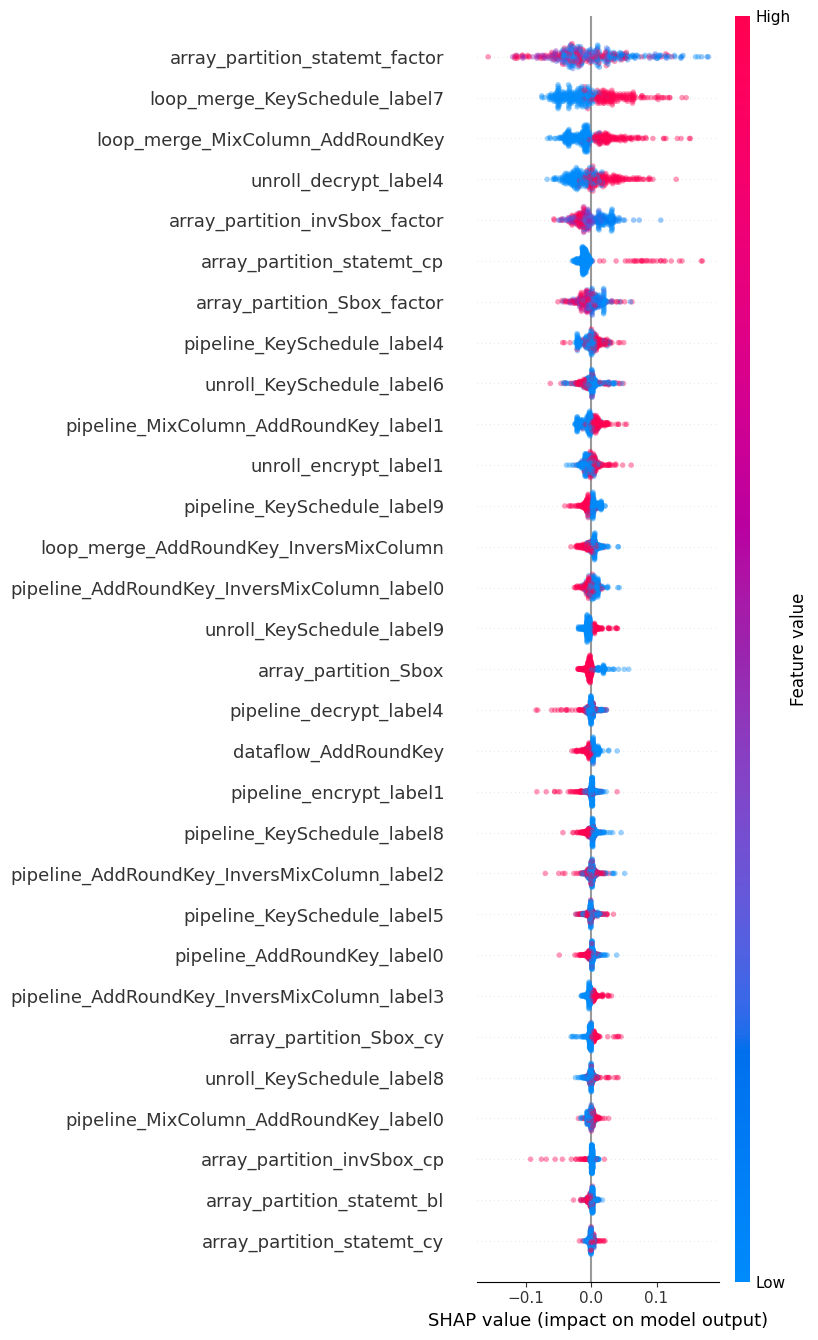 High
array_partition_statemt_factor
loop_merge_KeySchedule_label7
loop_merge_MixColumn_AddRoundKey
unroll_decrypt_label4
array_partition_invSbox_factor
array_partition_statemt_cp
array_partition_Sbox_factor
pipeline_KeySchedule_label4
unroll_KeySchedule_label6
pipeline_MixColumn_AddRoundKey_label1
unroll_encrypt_label1
pipeline_KeySchedule_label9
loop_merge_AddRoundKey_InversMixColumn
pipeline_AddRoundKey_InversMixColumn_label0
unroll_KeySchedule_label9
array_partition_Sbox
pipeline_decrypt_label4
dataflow_AddRoundKey
pipeline_encrypt_label1
pipeline_KeySchedule_label8
pipeline_AddRoundKey_InversMixColumn_label2
pipeline_KeySchedule_label5
pipeline_AddRoundKey_label0
pipeline_AddRoundKey_InversMixColumn_label3
array_partition_Sbox_cy
unroll_KeySchedule_label8
pipeline_MixColumn_AddRoundKey_label0
array_partition_invSbox_cp
array_partition_statemt_bl
array_partition_statemt_cy
Feature value
Low
−0.1 0.0 0.1
SHAP value (impact on model output)